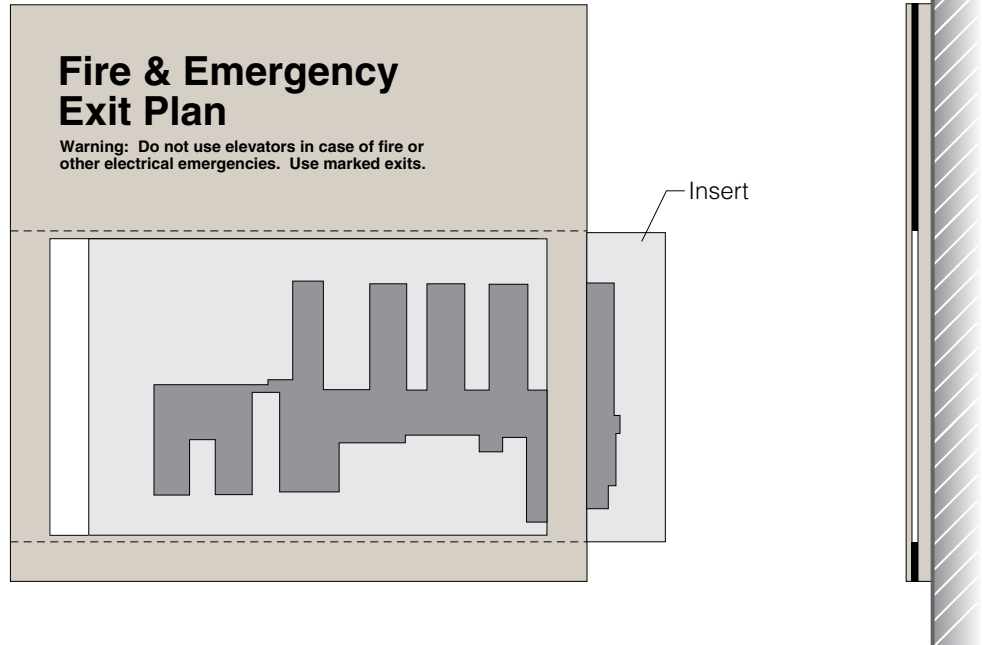 Fire & Emergency
Exit Plan
Warning:  Do not use elevators in case of fire or
other electrical emergencies.  Use marked exits.
Insert